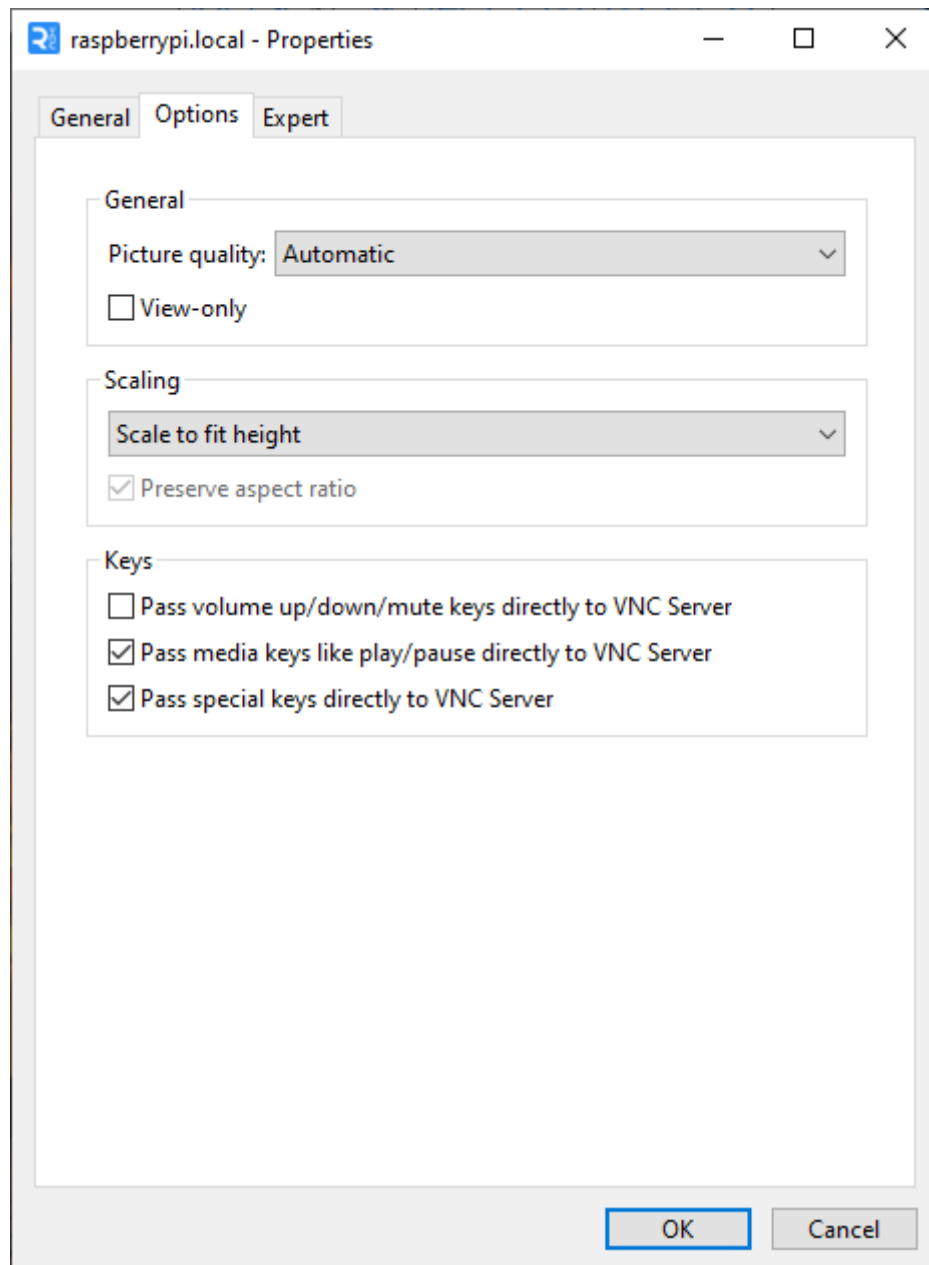 raspberrypi.local - Properties
General Options Expert
General
Picture quality: Automatic
View-only
Scaling
Scale to fit height
Preserve aspect ratio
Keys
Pass volume up/down/mute keys directly to VNC Server
Pass media keys like play/pause directly to VNC Server
Pass special keys directly to VNC Server
OK Cancel